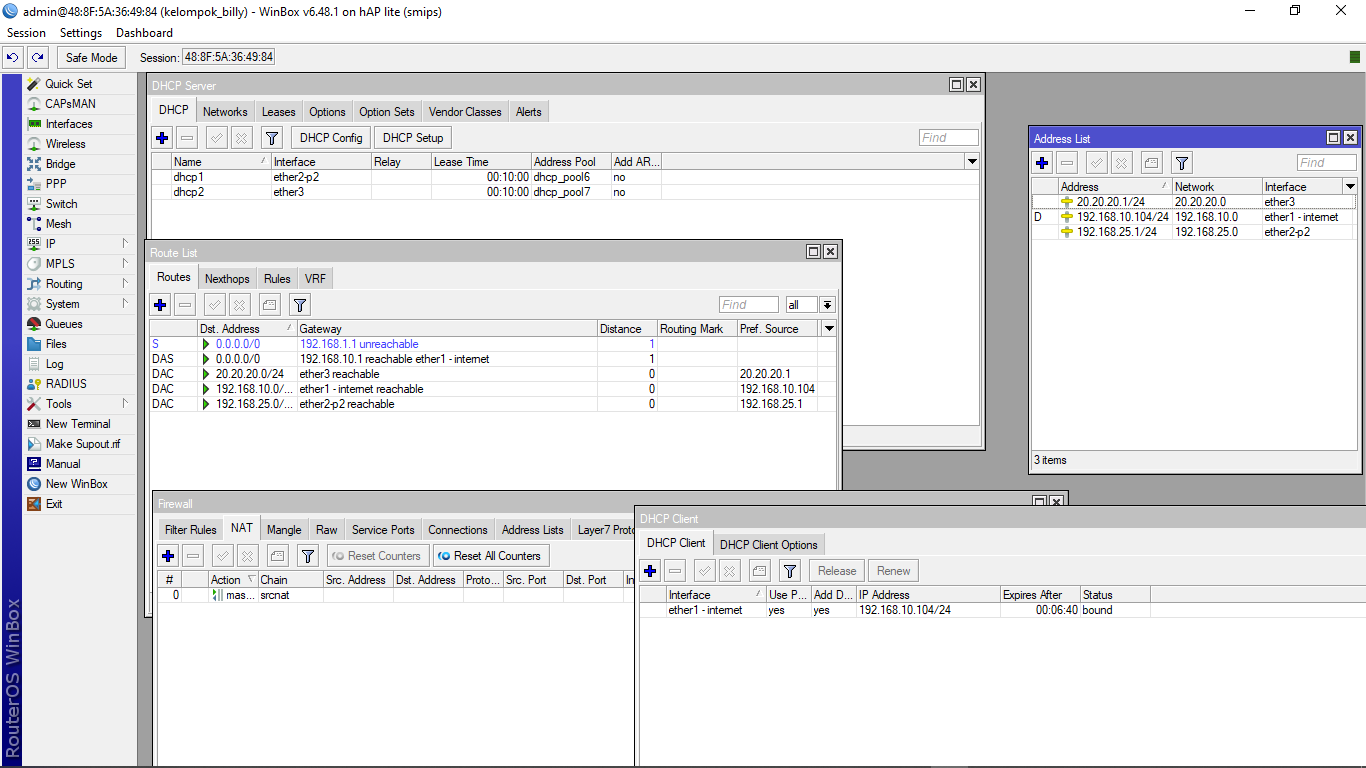 admin@48:8F:5A:36:49:84 (kelompok_billy) - WinBox v6.48.1 on hAP lite (smips)
Session Settings Dashboard
Safe Mode Session: 48:8F:5A:36:49:84
Quick Set
CAPsMAN
Interfaces
Wireless
Bridge
PPP
Switch
Mesh
IP
MPLS
Routing
System
Queues
Files
Log
RADIUS
Tools
New Terminal
Make Supout.rif
Manual
New WinBox
Exit
RouterOS WinBox
DHCP Server
DHCP Networks Leases Options Option Sets Vendor Classes Alerts
DHCP Config DHCP Setup Find
Name Interface Relay Lease Time Address Pool Add AR...
dhcp1 ether2-p2 00:10:00 dhcp_pool6 no
dhcp2 ether3 00:10:00 dhcp_pool7 no
Address List
Find
Address Network Interface
20.20.20.1/24 20.20.20.0 ether3
D 192.168.10.104/24 192.168.10.0 ether1 - internet
192.168.25.1/24 192.168.25.0 ether2-p2
3 items
Route List
Routes Nexthops Rules VRF
Find all
Dst. Address Gateway Distance Routing Mark Pref. Source
S 0.0.0.0/0 192.168.1.1 unreachable 1
DAS 0.0.0.0/0 192.168.10.1 reachable ether1 - internet 1
DAC 20.20.20.0/24 ether3 reachable 0 20.20.20.1
DAC 192.168.10.0/... ether1 - internet reachable 0 192.168.10.104
DAC 192.168.25.0/... ether2-p2 reachable 0 192.168.25.1
Firewall
Filter Rules NAT Mangle Raw Service Ports Connections Address Lists Layer7 Proto
Reset Counters Reset All Counters
# Action Chain Src. Address Dst. Address Proto... Src. Port Dst. Port In
0 mas... srcnat
DHCP Client
DHCP Client DHCP Client Options
Release Renew
Interface Use P... Add D... IP Address Expires After Status
ether1 - internet yes yes 192.168.10.104/24 00:06:40 bound